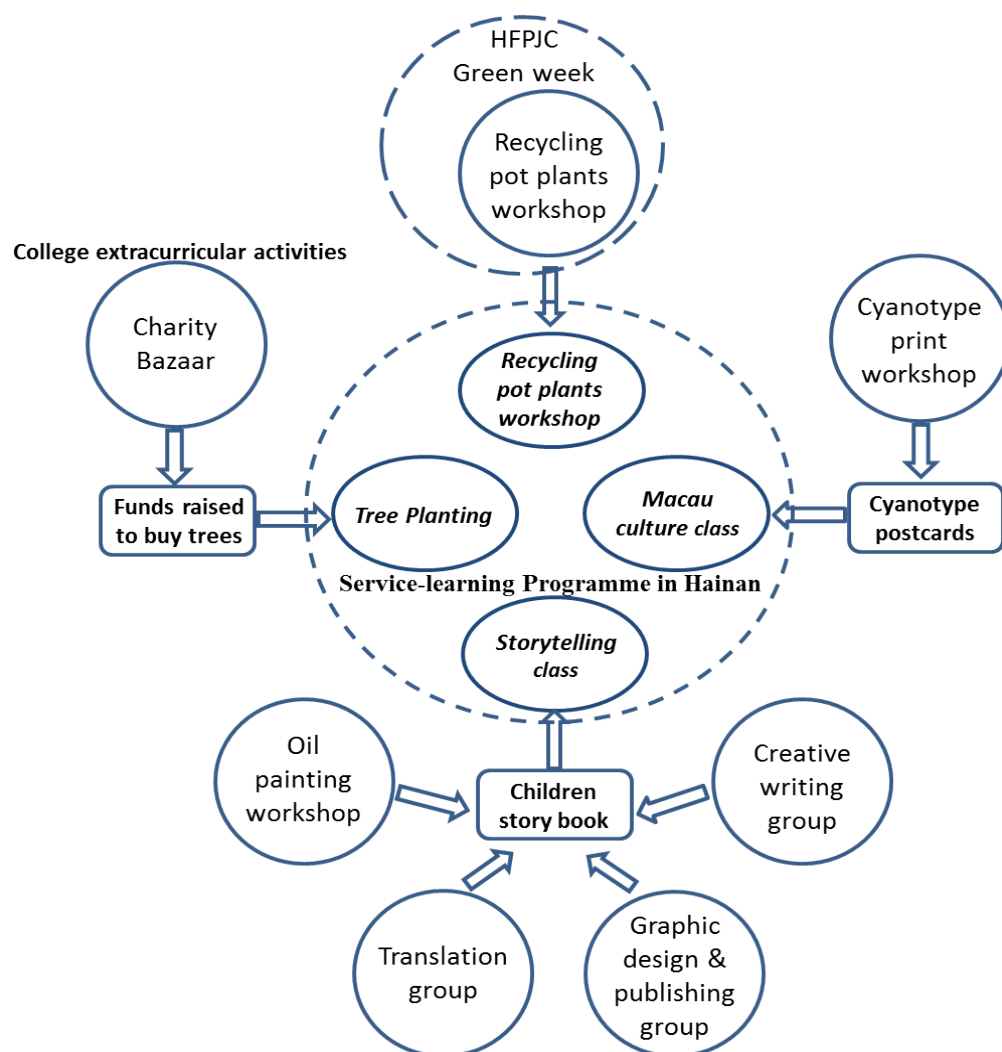 HFPJC
Green week
Recycling
pot plants
workshop
College extracurricular activities
Charity
Bazaar
Cyanotype
print
workshop
Recycling
pot plants
workshop
Funds raised
to buy trees
Tree Planting
Macau
culture class
Cyanotype
postcards
Service-learning Programme in Hainan
Storytelling
class
Oil
painting
workshop
Children
story book
Creative
writing
group
Translation
group
Graphic
design &
publishing
group